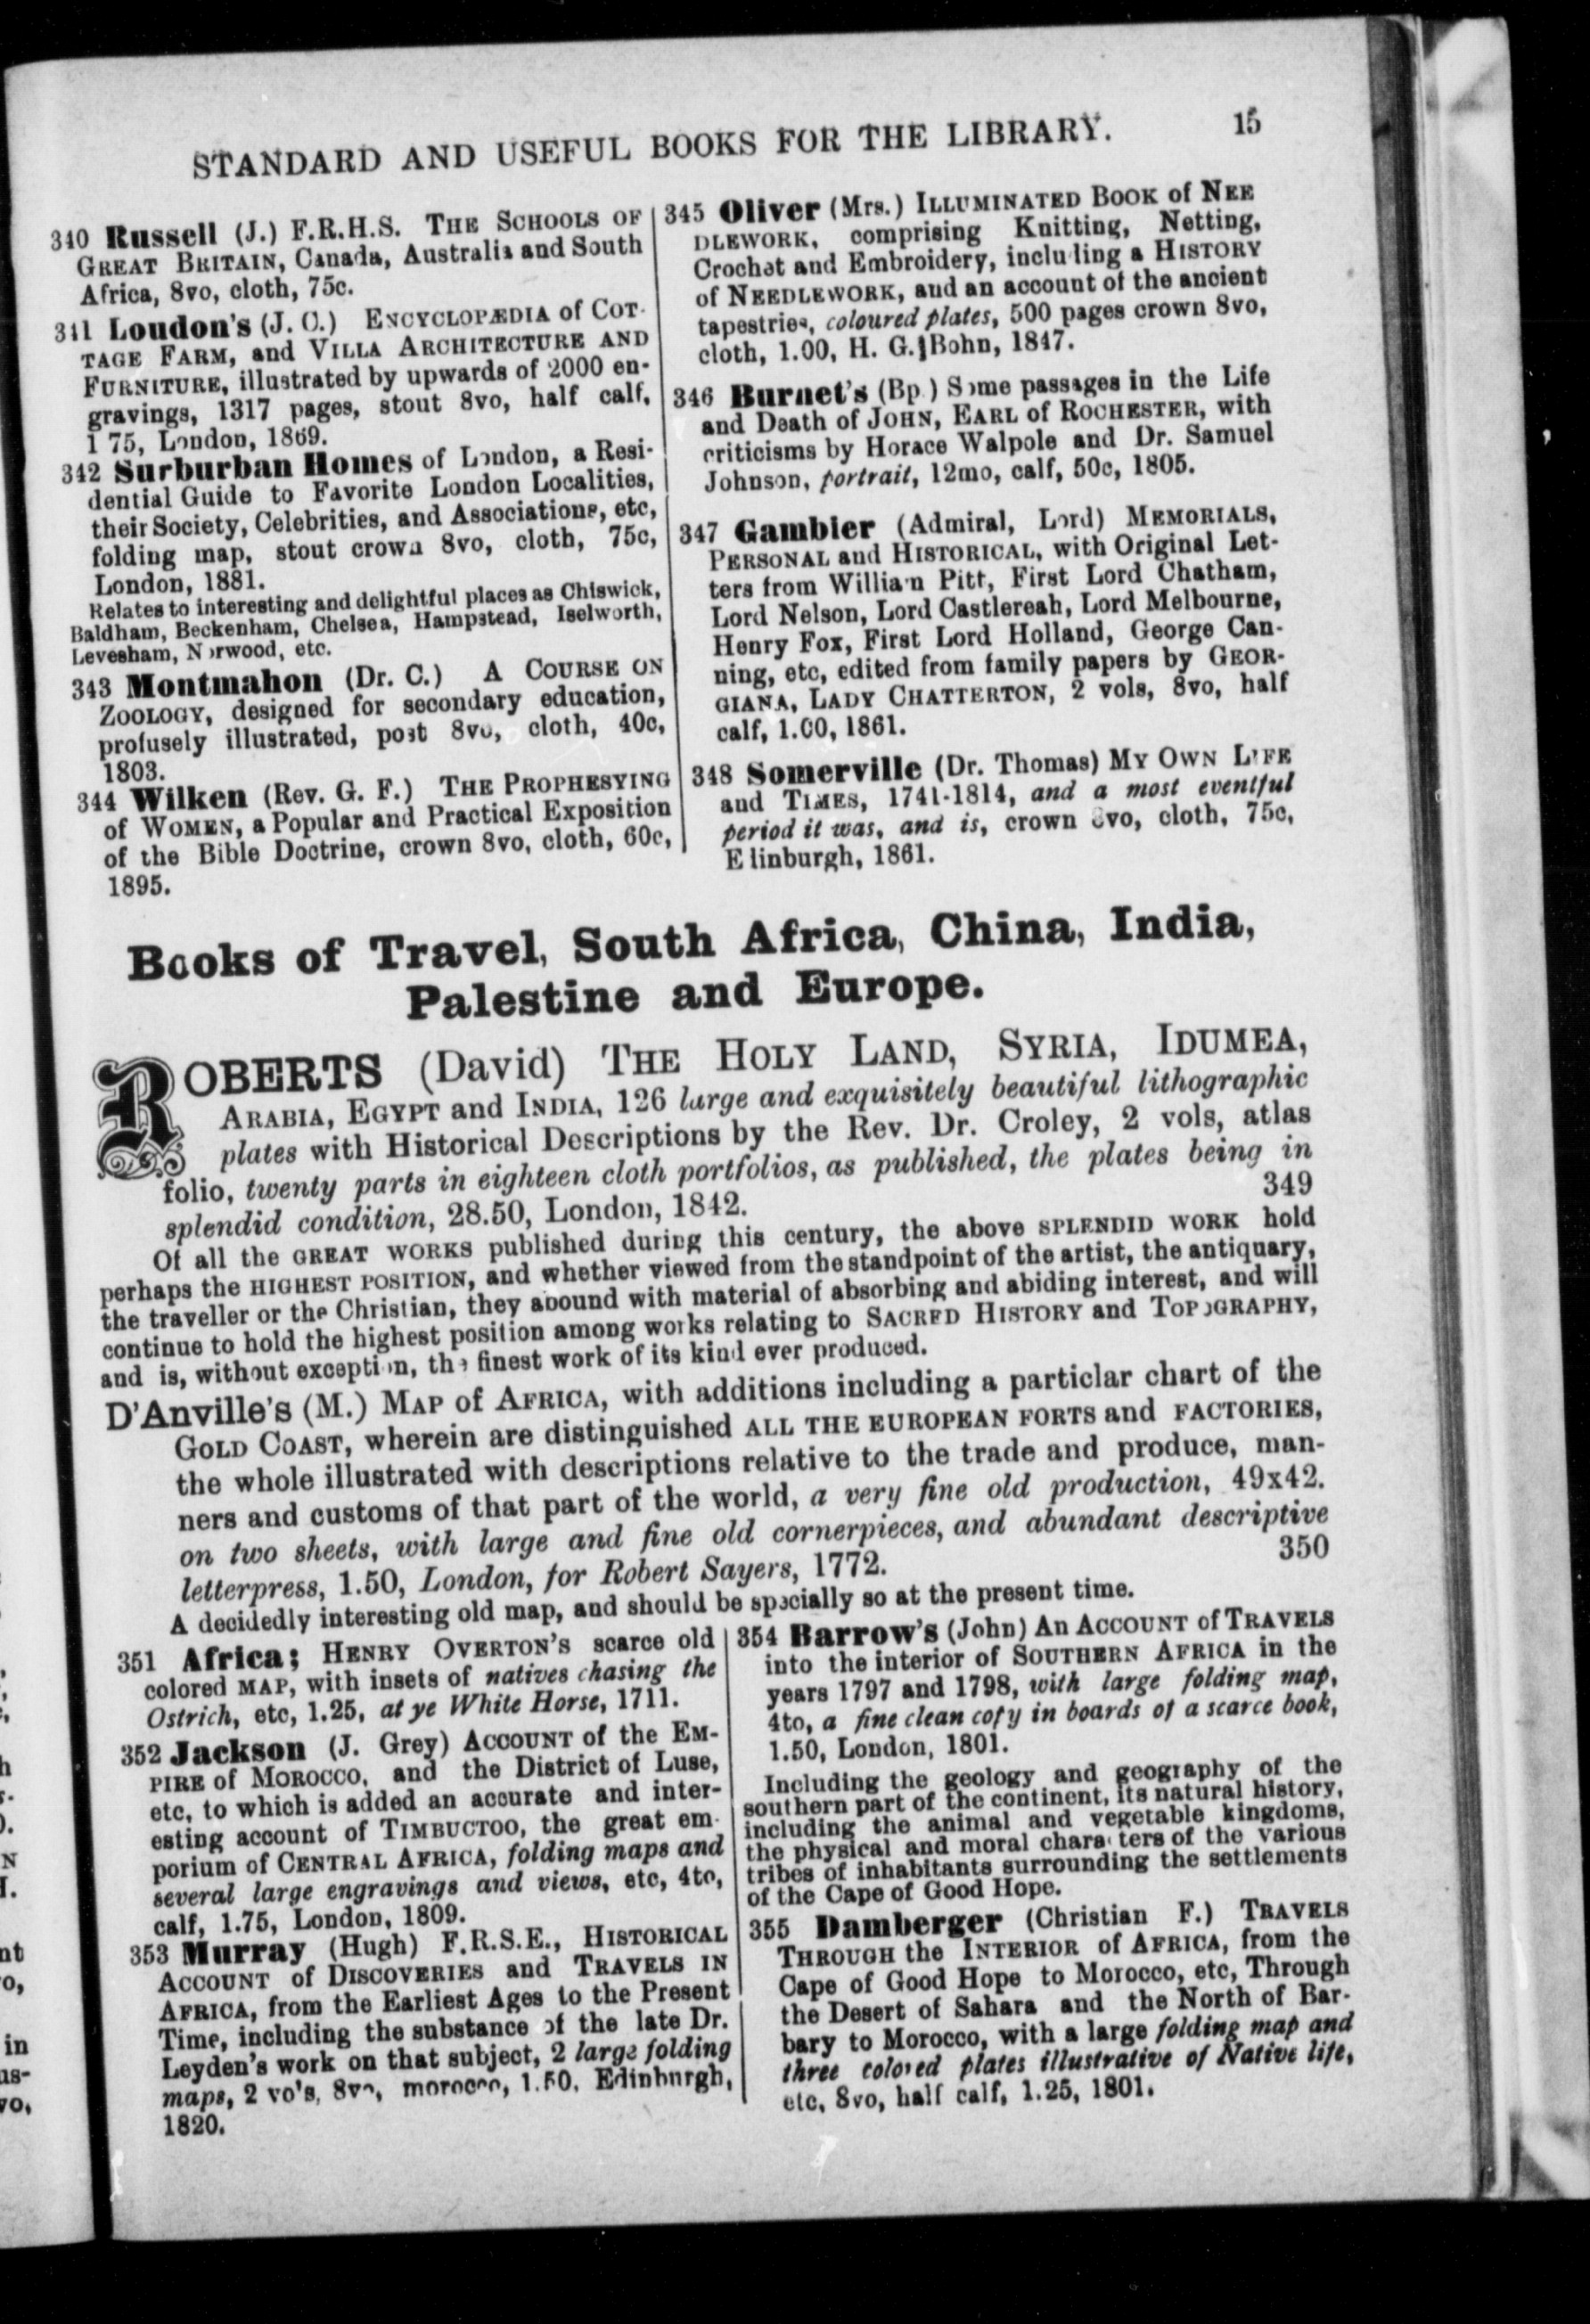 STANDARD AND USEFUL BOOKS FOR THE LIBRARY. 15
340 Russell (J.) F.R.H.S. THE SCHOOLS OF
GREAT BRITAIN, Canada, Australia and South
Africa, 8vo, cloth, 75c.
341 Loudon's (J. C.) ENCYCLOPÆDIA of COT-
TAGE FARM, and VILLA ARCHITECTURE AND
FURNITURE, illustrated by upwards of 2000 en-
gravings, 1317 pages, stout 8vo, half calf,
1 75, London, 1869.
342 Surburban Homes of London, a Resi-
dential Guide to Favorite London Localities,
their Society, Celebrities, and Associations, etc,
folding map, stout crown 8vo, cloth, 75c,
London, 1881.
Relates to interesting and delightful places as Chiswick,
Baldham, Beckenham, Chelsea, Hampstead, Iselworth,
Levesham, Norwood, etc.
343 Montmahon (Dr. C.) A COURSE ON
ZOOLOGY, designed for secondary education,
profusely illustrated, post 8vo, cloth, 40c,
1803.
344 Wilken (Rev. G. F.) THE PROPHESYING
of WOMEN, a Popular and Practical Exposition
of the Bible Doctrine, crown 8vo, cloth, 60c,
1895.
345 Oliver (Mrs.) ILLUMINATED BOOK of NEE
DLEWORK, comprising Knitting, Netting,
Crochet and Embroidery, including a HISTORY
of NEEDLEWORK, and an account of the ancient
tapestries, coloured plates, 500 pages crown 8vo,
cloth, 1.00, H. G. Bohn, 1847.
346 Burnet's (Bp.) Some passages in the Life
and Death of JOHN, EARL of ROCHESTER, with
criticisms by Horace Walpole and Dr. Samuel
Johnson, portrait, 12mo, calf, 50c, 1805.
347 Gambier (Admiral, Lord) MEMORIALS,
PERSONAL and HISTORICAL, with Original Let-
ters from William Pitt, First Lord Chatham,
Lord Nelson, Lord Castlereah, Lord Melbourne,
Henry Fox, First Lord Holland, George Can-
ning, etc, edited from family papers by GEOR-
GIANA, LADY CHATTERTON, 2 vols, 8vo, half
calf, 1.00, 1861.
348 Somerville (Dr. Thomas) MY OWN LIFE
and TIMES, 1741-1814, and a most eventful
period it was, and is, crown 8vo, cloth, 75c,
Edinburgh, 1861.
Books of Travel, South Africa, China, India,
Palestine and Europe.
ROBERTS (David) THE HOLY LAND, SYRIA, IDUMEA,
ARABIA, EGYPT and INDIA, 126 large and exquisitely beautiful lithographic
plates with Historical Descriptions by the Rev. Dr. Croley, 2 vols, atlas
folio, twenty parts in eighteen cloth portfolios, as published, the plates being in
splendid condition, 28.50, London, 1842. 349
Of all the GREAT WORKS published during this century, the above SPLENDID WORK hold
perhaps the HIGHEST POSITION, and whether viewed from the standpoint of the artist, the antiquary,
the traveller or the Christian, they abound with material of absorbing and abiding interest, and will
continue to hold the highest position among works relating to SACRED HISTORY and TOPOGRAPHY,
and is, without exception, the finest work of its kind ever produced.
D'Anville's (M.) MAP of AFRICA, with additions including a particlar chart of the
GOLD COAST, wherein are distinguished ALL THE EUROPEAN FORTS and FACTORIES,
the whole illustrated with descriptions relative to the trade and produce, man-
ners and customs of that part of the world, a very fine old production, 49x42.
on two sheets, with large and fine old cornerpieces, and abundant descriptive
letterpress, 1.50, London, for Robert Sayers, 1772. 350
A decidedly interesting old map, and should be specially so at the present time.
351 Africa; HENRY OVERTON'S scarce old
colored MAP, with insets of natives chasing the
Ostrich, etc, 1.25, at ye White Horse, 1711.
352 Jackson (J. Grey) ACCOUNT of the EM-
PIRE of MOROCCO, and the District of Luse,
etc, to which is added an accurate and inter-
esting account of TIMBUCTOO, the great em-
porium of CENTRAL AFRICA, folding maps and
several large engravings and views, etc, 4to,
calf, 1.75, London, 1809.
353 Murray (Hugh) F.R.S.E., HISTORICAL
ACCOUNT of DISCOVERIES and TRAVELS IN
AFRICA, from the Earliest Ages to the Present
Time, including the substance of the late Dr.
Leyden's work on that subject, 2 large folding
maps, 2 vo's, 8vo, morocco, 1.50, Edinburgh,
1820.
354 Barrow's (John) An ACCOUNT of TRAVELS
into the interior of SOUTHERN AFRICA in the
years 1797 and 1798, with large folding map,
4to, a fine clean copy in boards of a scarce book,
1.50, London, 1801.
Including the geology and geography of the
southern part of the continent, its natural history,
including the animal and vegetable kingdoms,
the physical and moral characters of the various
tribes of inhabitants surrounding the settlements
of the Cape of Good Hope.
355 Damberger (Christian F.) TRAVELS
THROUGH the INTERIOR of AFRICA, from the
Cape of Good Hope to Morocco, etc, Through
the Desert of Sahara and the North of Bar-
bary to Morocco, with a large folding map and
three colored plates illustrative of Native life,
etc, 8vo, half calf, 1.25, 1801.